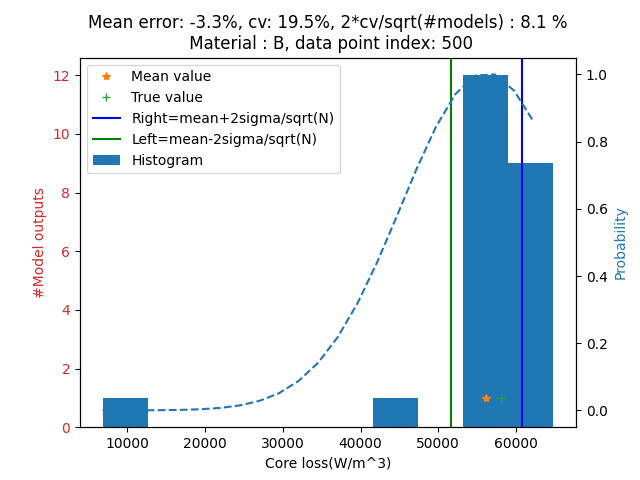 Mean error: -3.3%, cv: 19.5%, 2*cv/sqrt(#models) : 8.1 %
Material : B, data point index: 500
Mean value
True value
Right=mean+2sigma/sqrt(N)
Left=mean-2sigma/sqrt(N)
Histogram
#Model outputs
12
10
8
6
4
2
0
1.0
0.8
0.6
0.4
0.2
0.0
Probability
10000 20000 30000 40000 50000 60000
Core loss(W/m^3)